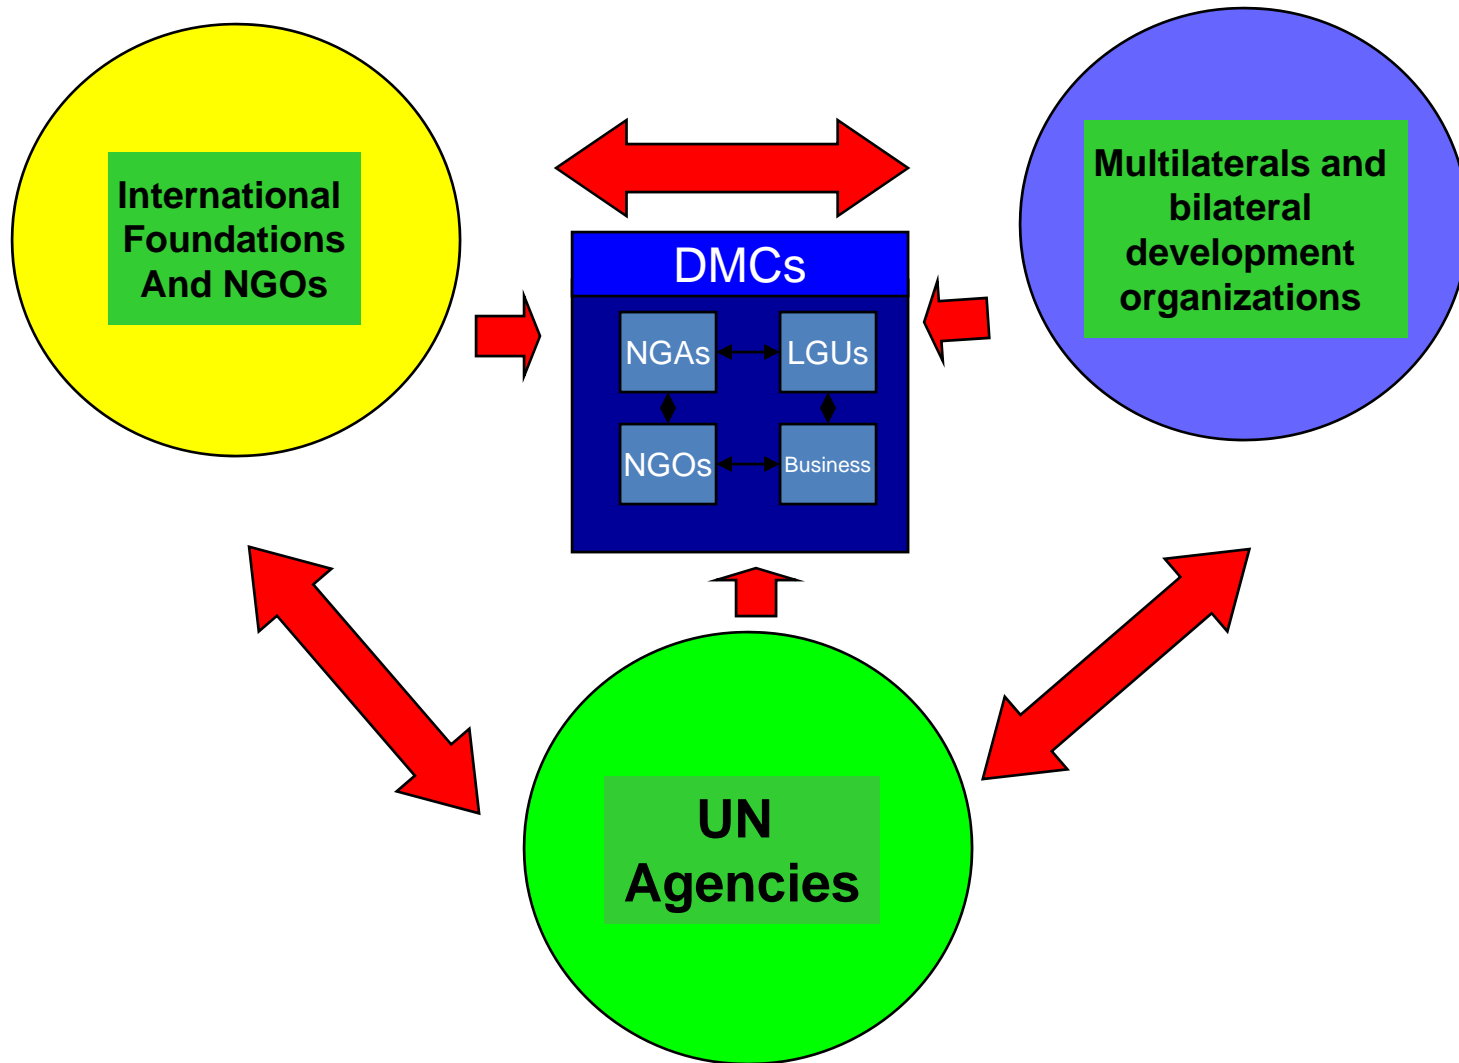 International
Foundations
And NGOs
Multilaterals and
bilateral
development
organizations
DMCs
NGAs
LGUs
NGOs
Business
UN
Agencies